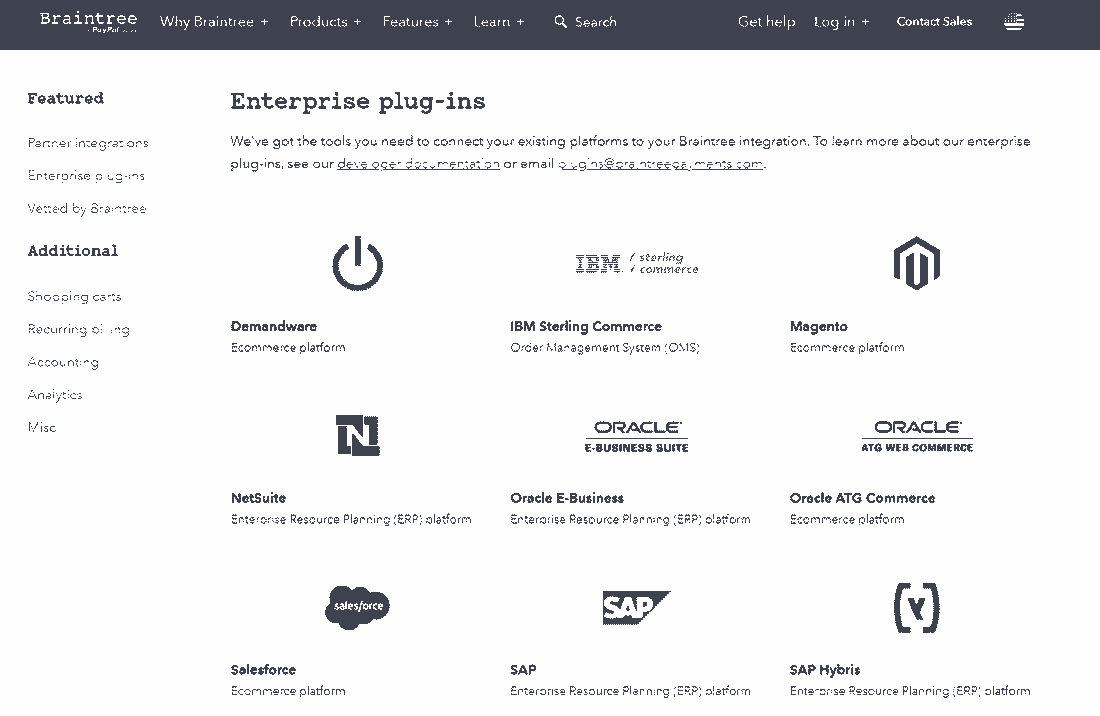 Braintree
Why Braintree +
Products +
Features +
Learn +
Search
Get help
Log in +
Contact Sales
Featured
Partner integrations
Enterprise plug-ins
Vetted by Braintree
Additional
Shopping carts
Recurring billing
Accounting
Analytics
Misc
Enterprise plug-ins
We've got the tools you need to connect your existing platforms to your Braintree integration. To learn more about our enterprise
plug-ins, see our developer documentation or email plugins@braintreepayments.com.
IBM / sterling
/ commerce
Demandware
Ecommerce platform
IBM Sterling Commerce
Order Management System (OMS)
Magento
Ecommerce platform
N
ORACLE
E-BUSINESS SUITE
ORACLE
ATG WEB COMMERCE
NetSuite
Enterprise Resource Planning (ERP) platform
Oracle E-Business
Enterprise Resource Planning (ERP) platform
Oracle ATG Commerce
Ecommerce platform
salesforce
SAP
(Y)
Salesforce
Ecommerce platform
SAP
Enterprise Resource Planning (ERP) platform
SAP Hybris
Enterprise Resource Planning (ERP) platform